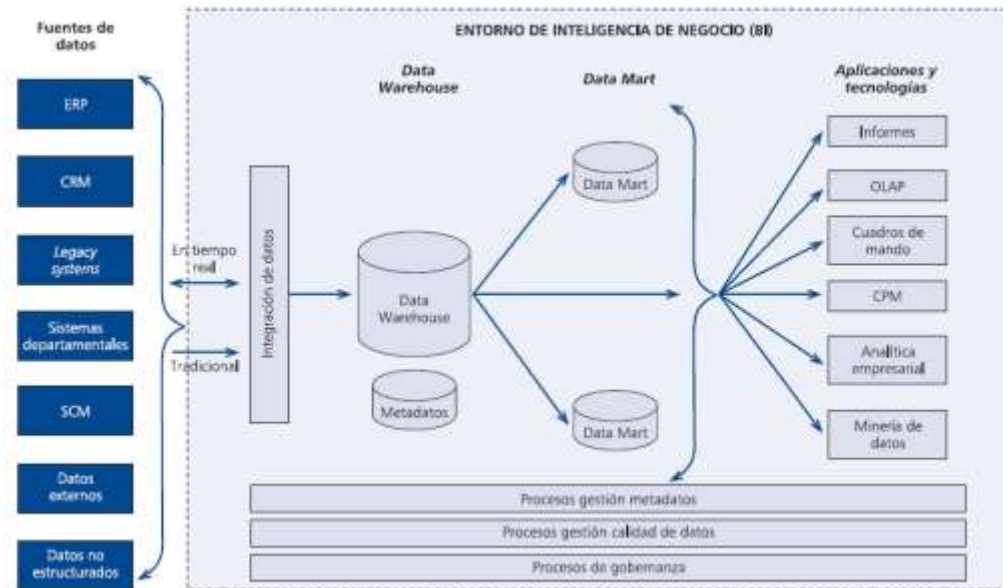 Fuentes de
datos
ERP
CRM
Legacy
systems
Sistemas
departamentales
SCM
Datos
externos
Datos no
estructurados
ENTORNO DE INTELIGENCIA DE NEGOCIO (BI)
Data
Warehouse
Data Mart
Aplicaciones y
tecnologías
En tiempo
real
Tradicional
Integración de datos
Data
Warehouse
Metadatos
Data Mart
Data Mart
Informes
OLAP
Cuadros de
mando
CPM
Analítica
empresarial
Minería de
datos
Procesos gestión metadatos
Procesos gestión calidad de datos
Procesos de gobernanza